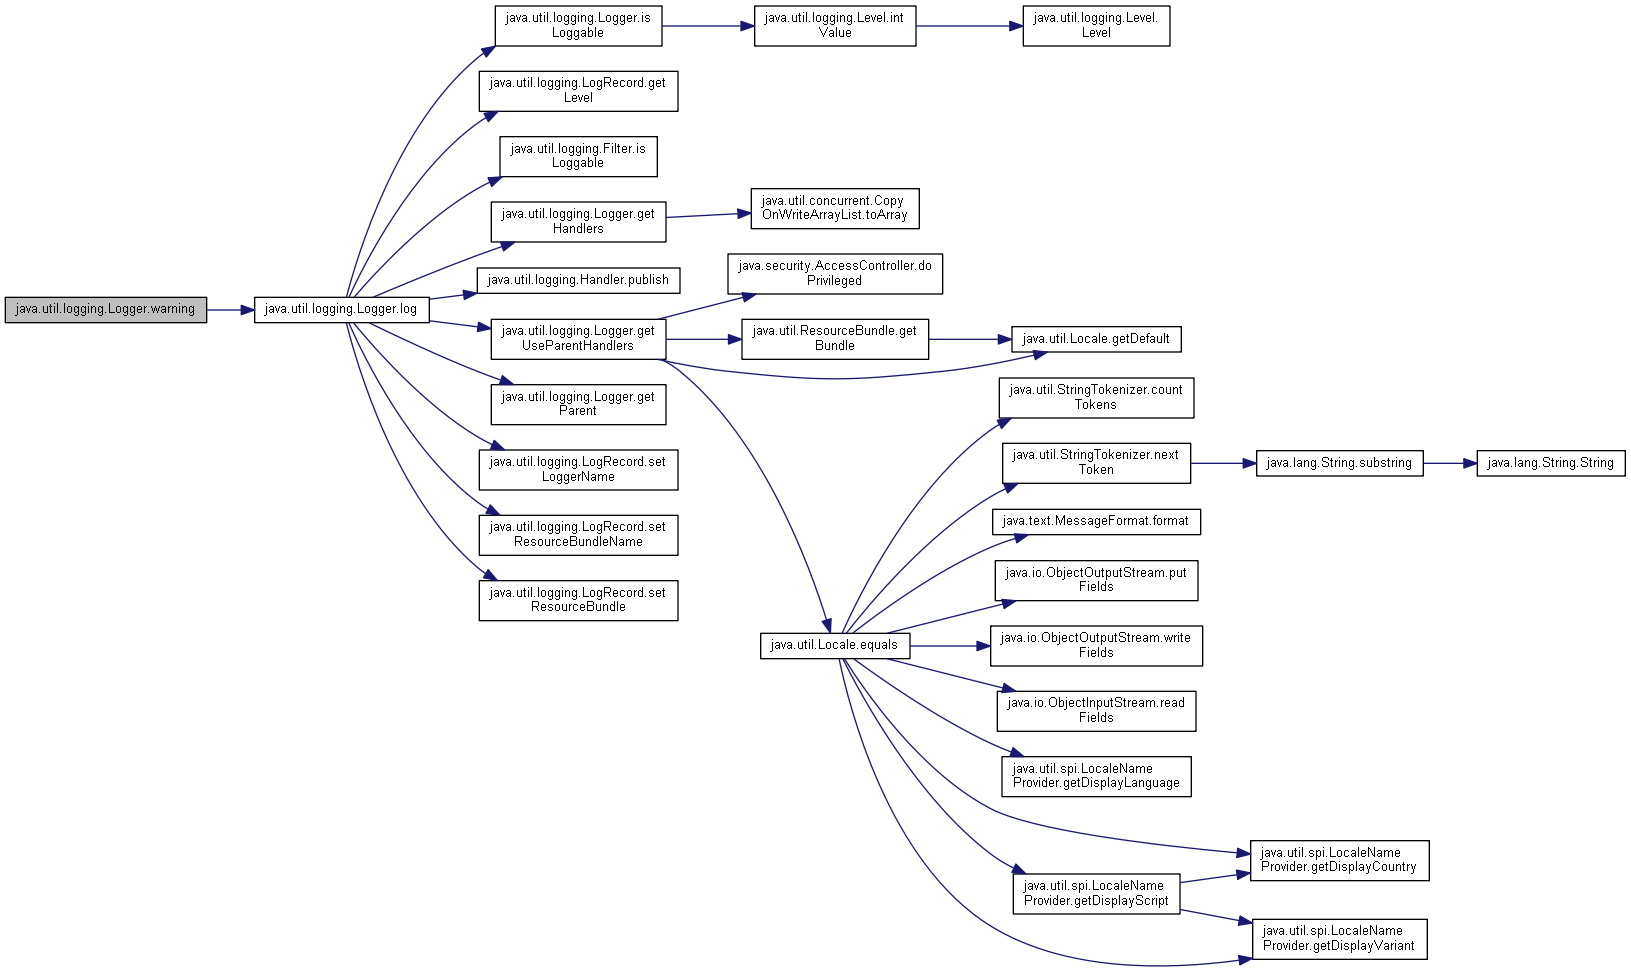 java.util.logging.Logger.warning
java.util.logging.Logger.log
java.util.logging.Logger.is
Loggable
java.util.logging.Level.int
Value
java.util.logging.Level.
Level
java.util.logging.LogRecord.get
Level
java.util.logging.Filter.is
Loggable
java.util.logging.Logger.get
Handlers
java.util.concurrent.Copy
OnWriteArrayList.toArray
java.util.logging.Handler.publish
java.util.logging.Logger.get
UseParentHandlers
java.security.AccessController.do
Privileged
java.util.ResourceBundle.get
Bundle
java.util.Locale.getDefault
java.util.logging.Logger.get
Parent
java.util.logging.LogRecord.set
LoggerName
java.util.logging.LogRecord.set
ResourceBundleName
java.util.logging.LogRecord.set
ResourceBundle
java.util.Locale.equals
java.util.StringTokenizer.count
Tokens
java.util.StringTokenizer.next
Token
java.lang.String.substring
java.lang.String.String
java.text.MessageFormat.format
java.io.ObjectOutputStream.put
Fields
java.io.ObjectOutputStream.write
Fields
java.io.ObjectInputStream.read
Fields
java.util.spi.LocaleName
Provider.getDisplayLanguage
java.util.spi.LocaleName
Provider.getDisplayCountry
java.util.spi.LocaleName
Provider.getDisplayScript
java.util.spi.LocaleName
Provider.getDisplayVariant